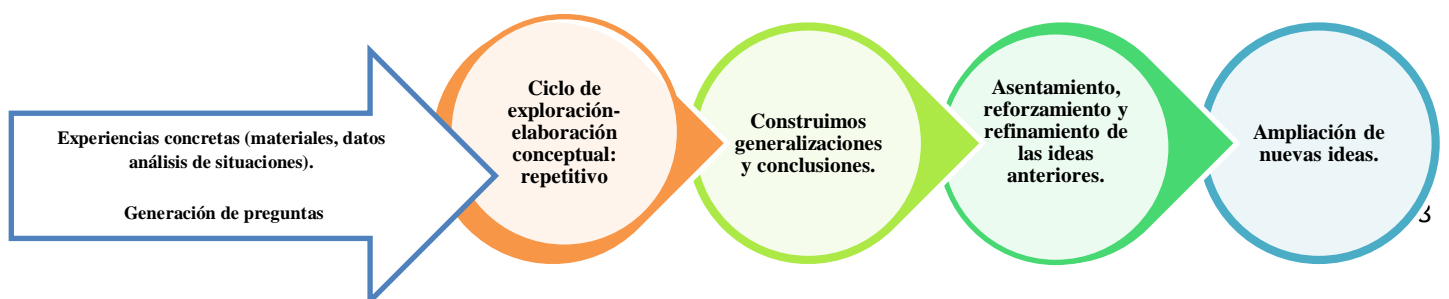 Experiencias concretas (materiales, datos
análisis de situaciones).
Generación de preguntas
Ciclo de
exploración-
elaboración
conceptual:
repetitivo
Construimos
generalizaciones
y conclusiones.
Asentamiento,
reforzamiento y
refinamiento de
las ideas
anteriores.
Ampliación de
nuevas ideas.
3